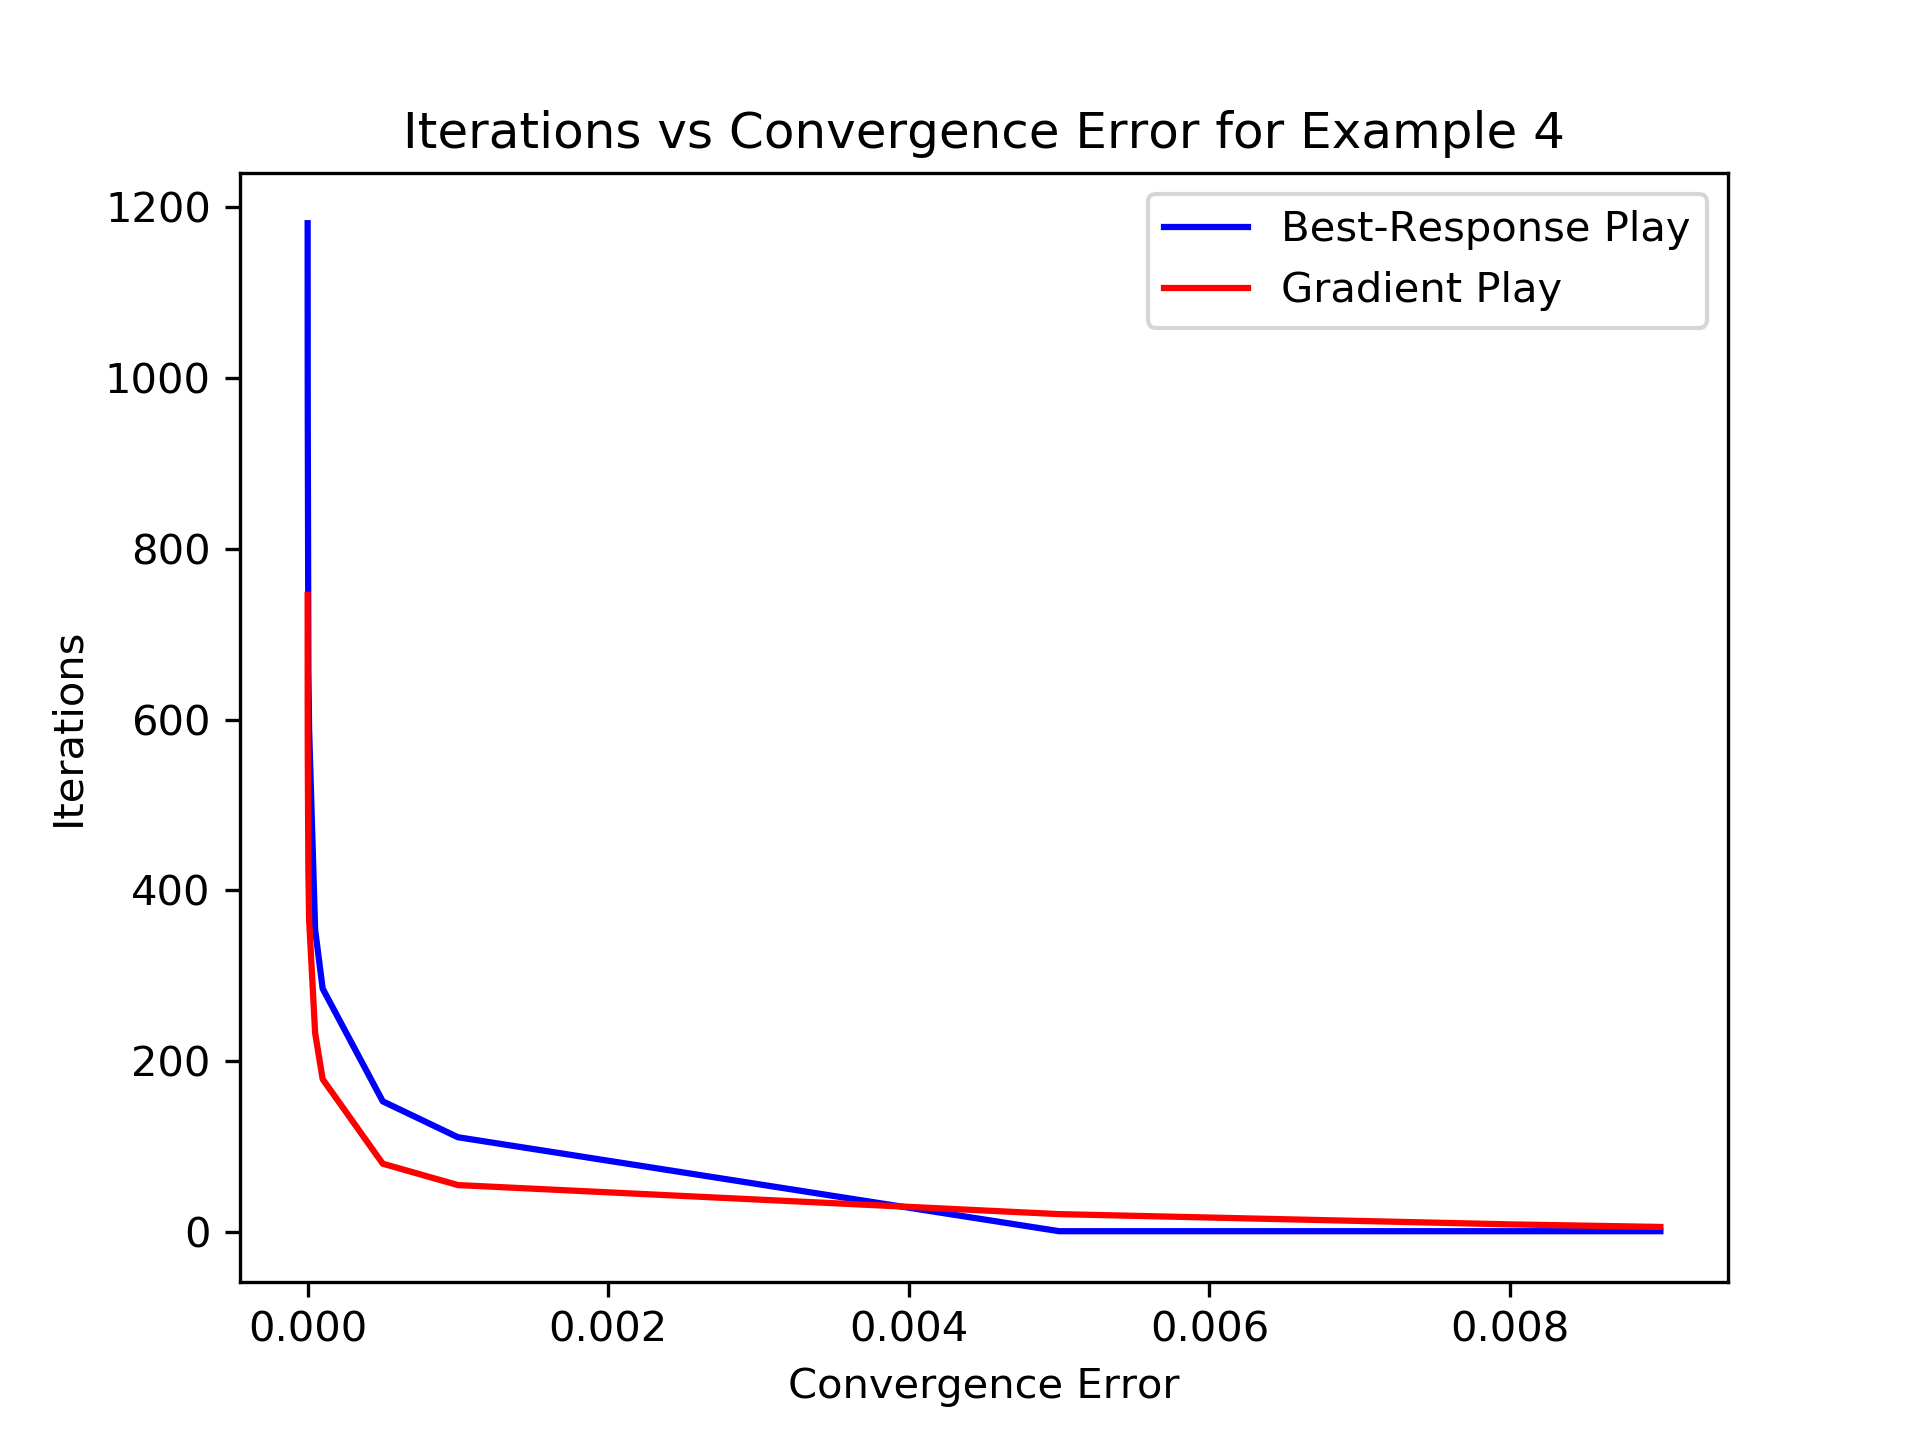 Iterations vs Convergence Error for Example 4
Best-Response Play
Gradient Play
1200
1000
800
600
400
200
0
Iterations
0.000
0.002
0.004
0.006
0.008
Convergence Error